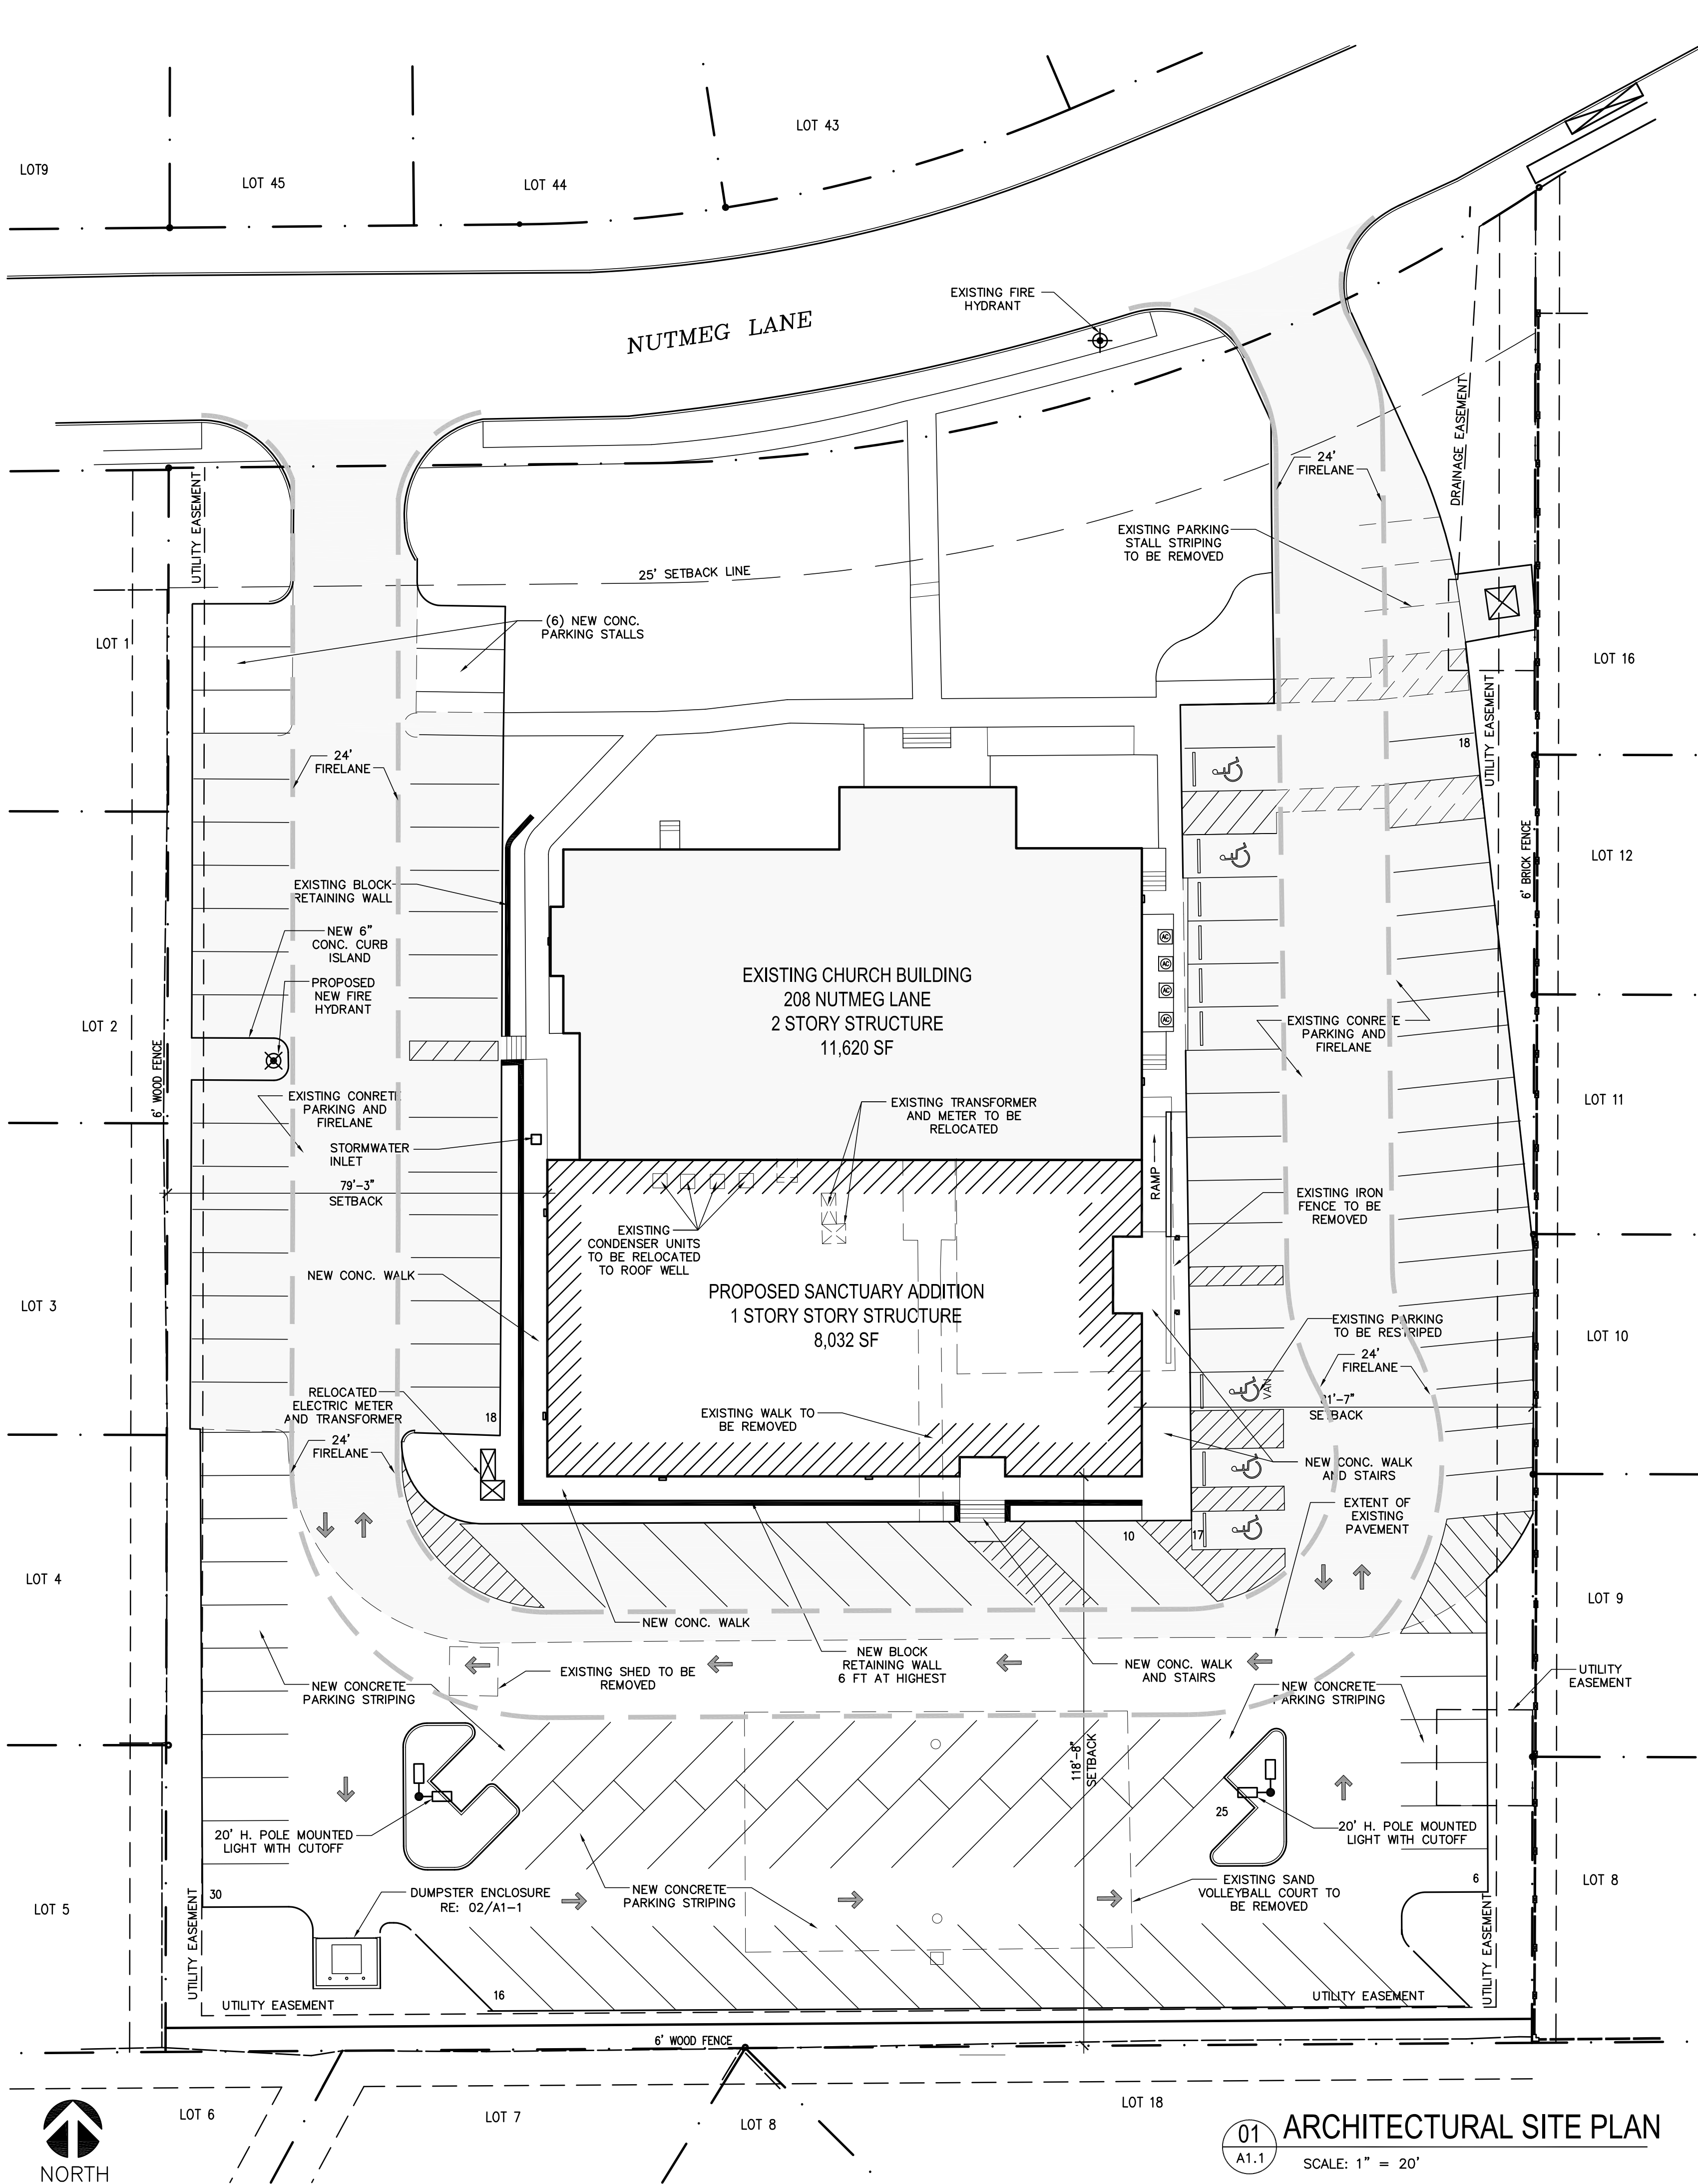 LOT 43
LOT9
LOT 45
LOT 44
EXISTING FIRE
HYDRANT
NUTMEG LANE
DRAINAGE EASEMENT
24'
FIRELANE
UTILITY EASEMENT
EXISTING PARKING
STALL STRIPING
TO BE REMOVED
25' SETBACK LINE
(6) NEW CONC.
PARKING STALLS
LOT 1
LOT 16
UTILITY EASEMENT
18
24'
FIRELANE
6' BRICK FENCE
LOT 12
EXISTING BLOCK
RETAINING WALL
NEW 6"
CONC. CURB
ISLAND
PROPOSED
NEW FIRE
HYDRANT
AC
AC
AC
AC
EXISTING CHURCH BUILDING
208 NUTMEG LANE
2 STORY STRUCTURE
11,620 SF
LOT 2
EXISTING CONRETE
PARKING AND
FIRELANE
6' WOOD FENCE
EXISTING CONRETE
PARKING AND
FIRELANE
EXISTING TRANSFORMER
AND METER TO BE
RELOCATED
LOT 11
STORMWATER
INLET
RAMP
79'-3"
SETBACK
EXISTING IRON
FENCE TO BE
REMOVED
EXISTING
CONDENSER UNITS
TO BE RELOCATED
TO ROOF WELL
NEW CONC. WALK
PROPOSED SANCTUARY ADDITION
1 STORY STORY STRUCTURE
8,032 SF
LOT 3
EXISTING PARKING
TO BE RESTRIPED
LOT 10
24'
FIRELANE
VAN
81'-7"
SETBACK
RELOCATED
ELECTRIC METER
AND TRANSFORMER
18
EXISTING WALK TO
BE REMOVED
24'
FIRELANE
NEW CONC. WALK
AND STAIRS
EXTENT OF
EXISTING
PAVEMENT
10
17
LOT 4
LOT 9
NEW CONC. WALK
NEW BLOCK
RETAINING WALL
6 FT AT HIGHEST
NEW CONC. WALK
AND STAIRS
EXISTING SHED TO BE
REMOVED
UTILITY
EASEMENT
NEW CONCRETE
PARKING STRIPING
NEW CONCRETE
PARKING STRIPING
118'-8"
SETBACK
25
20' H. POLE MOUNTED
LIGHT WITH CUTOFF
20' H. POLE MOUNTED
LIGHT WITH CUTOFF
EXISTING SAND
VOLLEYBALL COURT TO
BE REMOVED
6
LOT 8
30
DUMPSTER ENCLOSURE
RE: 02/A1-1
NEW CONCRETE
PARKING STRIPING
LOT 5
UTILITY EASEMENT
UTILITY EASEMENT
16
UTILITY EASEMENT
UTILITY EASEMENT
6' WOOD FENCE
LOT 6
LOT 7
LOT 8
LOT 18
NORTH
01
A1.1
ARCHITECTURAL SITE PLAN
SCALE: 1" = 20'